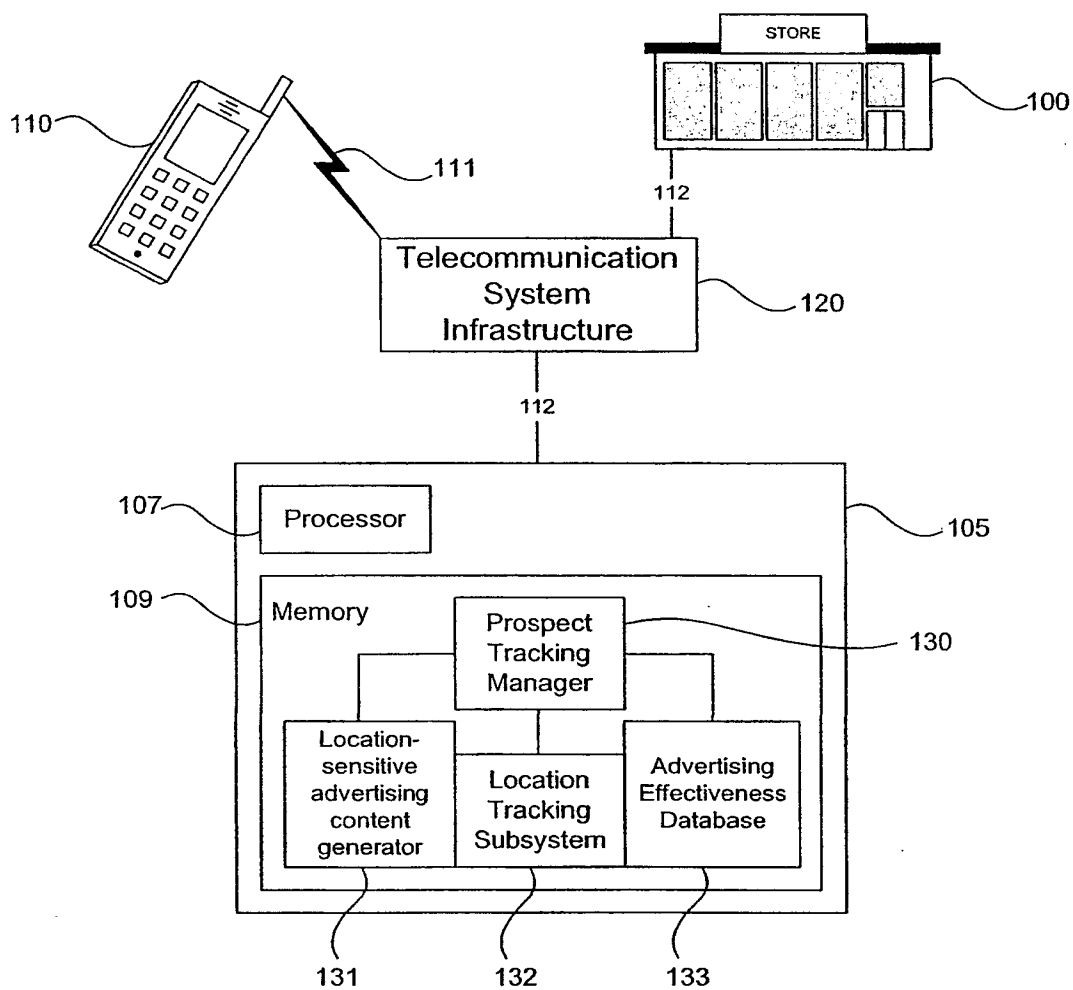 STORE
100
110
111
112
Telecommunication
System
Infrastructure
120
112
107
Processor
105
109
Memory
Prospect
Tracking
Manager
130
Location-
sensitive
advertising
content
generator
Location
Tracking
Subsystem
Advertising
Effectiveness
Database
131
132
133